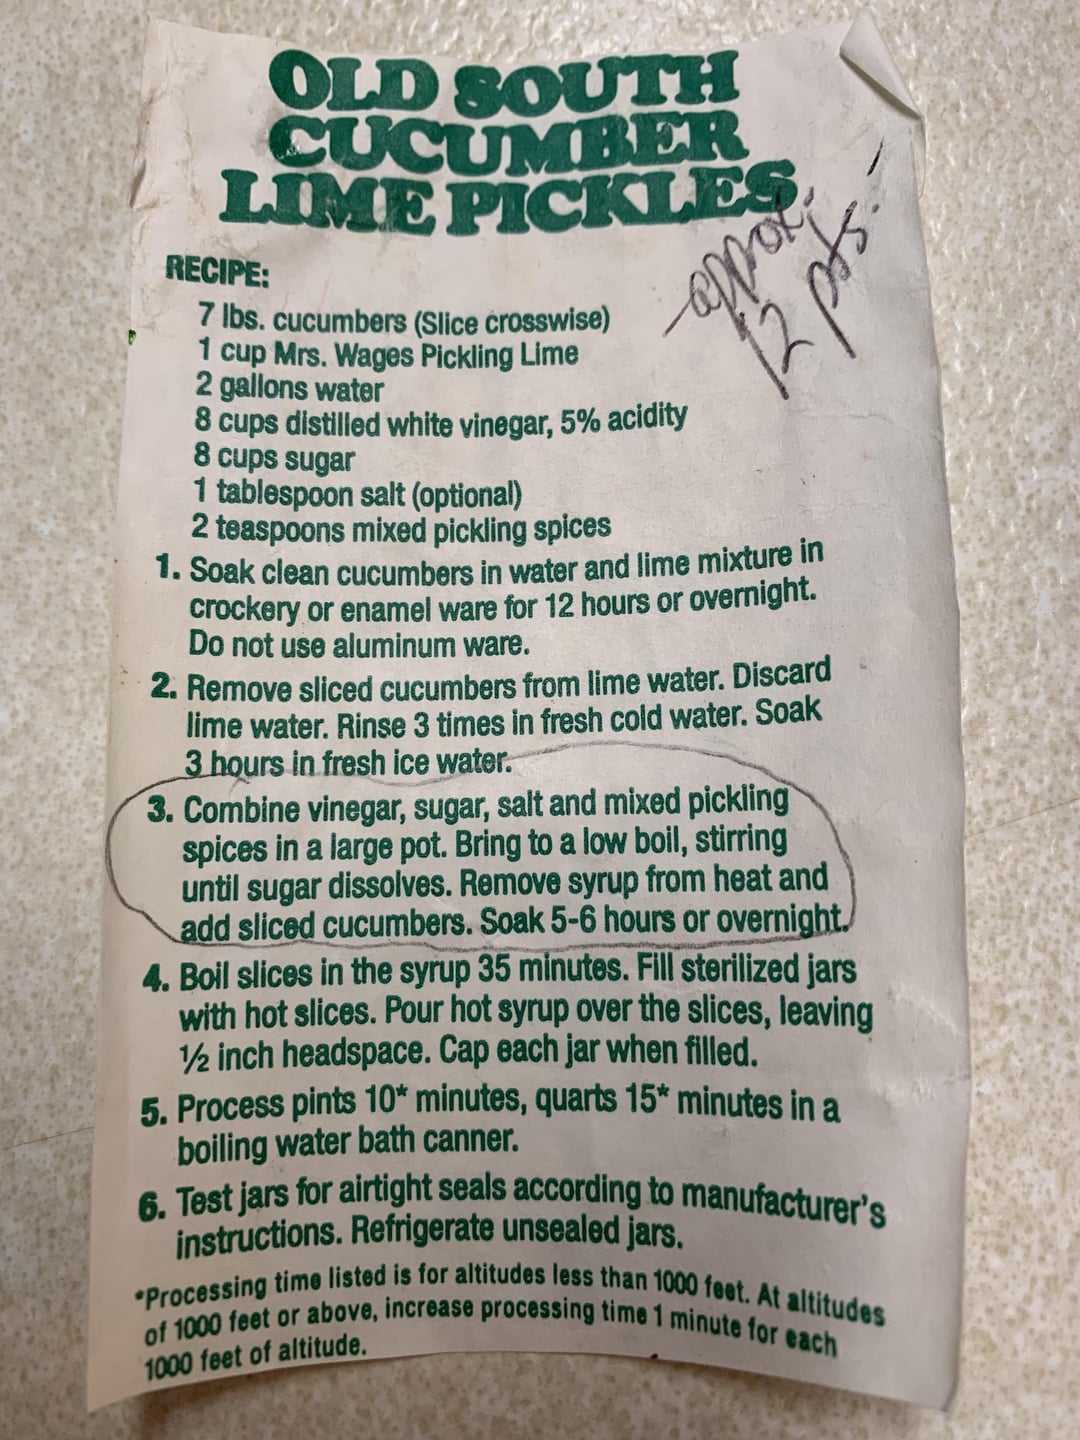 OLD SOUTH
CUCUMBER
LIME PICKLES
approx.
12 pts.
RECIPE:
7 lbs. cucumbers (Slice crosswise)
1 cup Mrs. Wages Pickling Lime
2 gallons water
8 cups distilled white vinegar, 5% acidity
8 cups sugar
1 tablespoon salt (optional)
2 teaspoons mixed pickling spices
1. Soak clean cucumbers in water and lime mixture in
crockery or enamel ware for 12 hours or overnight.
Do not use aluminum ware.
2. Remove sliced cucumbers from lime water. Discard
lime water. Rinse 3 times in fresh cold water. Soak
3 hours in fresh ice water.
3. Combine vinegar, sugar, salt and mixed pickling
spices in a large pot. Bring to a low boil, stirring
until sugar dissolves. Remove syrup from heat and
add sliced cucumbers. Soak 5-6 hours or overnight.
4. Boil slices in the syrup 35 minutes. Fill sterilized jars
with hot slices. Pour hot syrup over the slices, leaving
½ inch headspace. Cap each jar when filled.
5. Process pints 10* minutes, quarts 15* minutes in a
boiling water bath canner.
6. Test jars for airtight seals according to manufacturer's
instructions. Refrigerate unsealed jars.
*Processing time listed is for altitudes less than 1000 feet. At altitudes
of 1000 feet or above, increase processing time 1 minute for each
1000 feet of altitude.